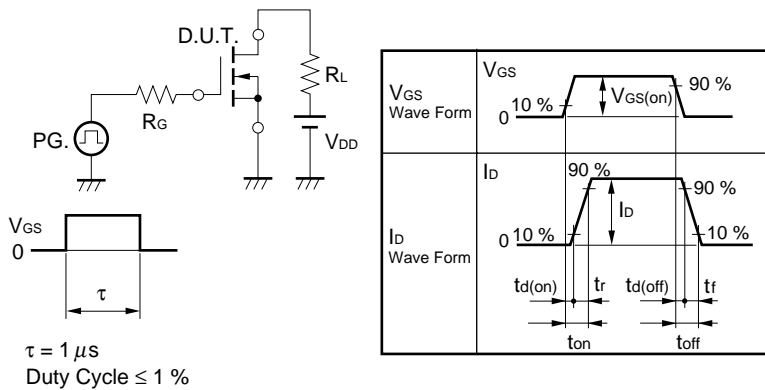 D.U.T.
RL
RG
PG.
VDD
VGS
0
τ
τ = 1 μs
Duty Cycle ≤ 1 %
VGS
Wave Form
VGS
10 %
0
VGS(on)
90 %
ID
Wave Form
ID
90 %
90 %
ID
0 10 %
10 %
td(on) tr td(off) tf
ton toff